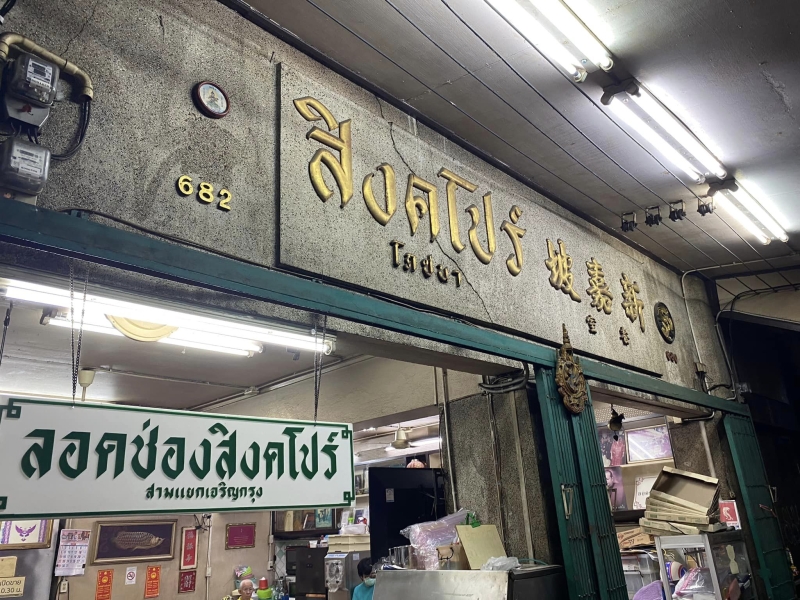 682
สิงคโปร์
โภชนา
新嘉坡
餐室
ลอดช่องสิงคโปร์
สามแยกเจริญกรุง